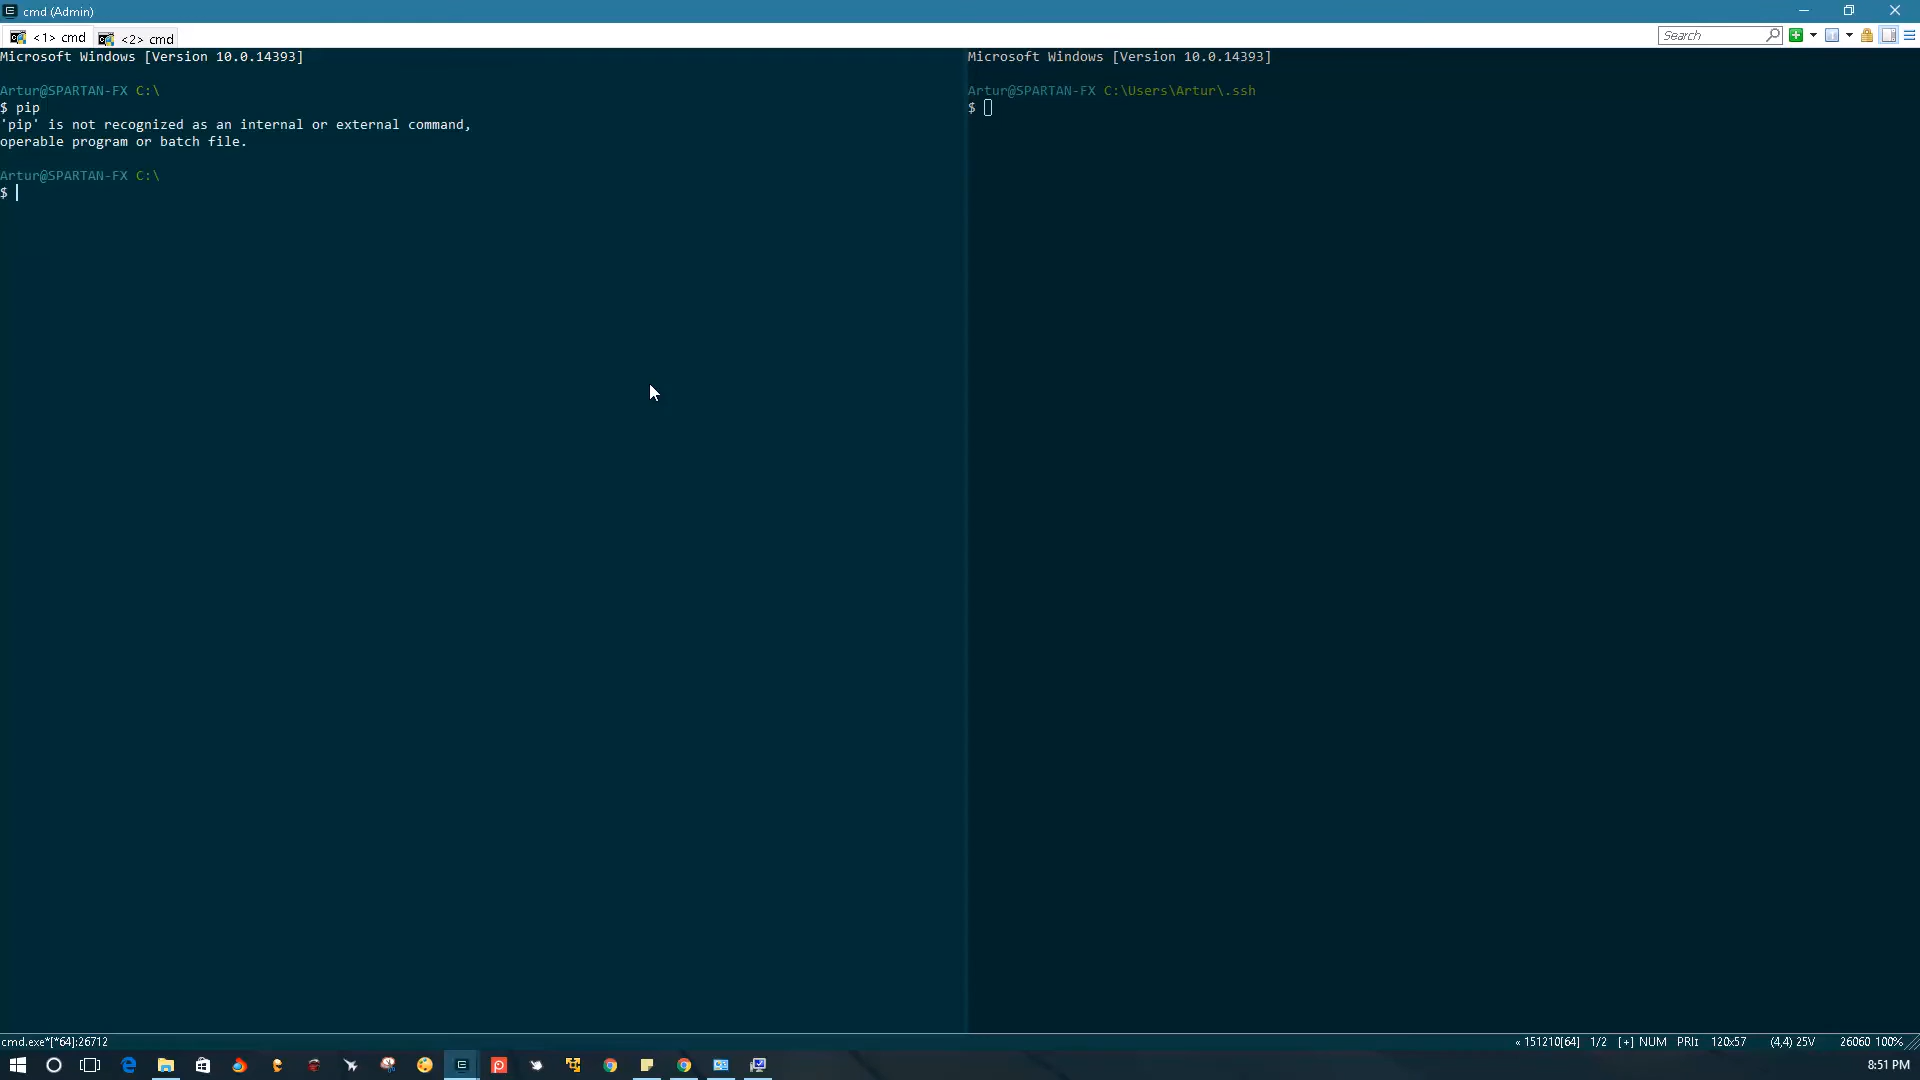 cmd (Admin)
<1> cmd
<2> cmd
Search
Microsoft Windows [Version 10.0.14393]
Artur@SPARTAN-FX C:\
$ pip
'pip' is not recognized as an internal or external command,
operable program or batch file.
Artur@SPARTAN-FX C:\
$
Microsoft Windows [Version 10.0.14393]
Artur@SPARTAN-FX C:\Users\Artur\.ssh
$
cmd.exe*[*64]:26712
« 151210[64] 1/2 [+] NUM PRI↕ 120x57 (4,4) 25V 26060 100%
8:51 PM